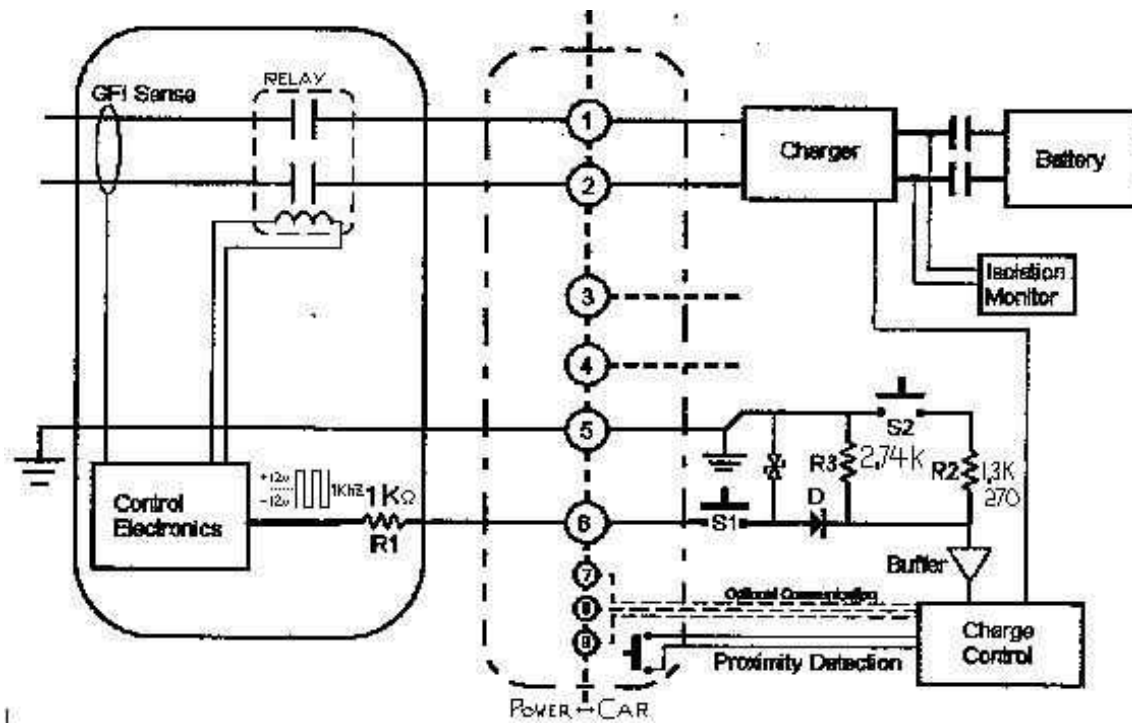 GFI Sense
RELAY
1
2
3
4
5
6
7
8
9
Charger
Battery
Isolation
Monitor
Control
Electronics
+12v
-12v
1KhZ
1KΩ
R1
S1
D
R3
2,74K
S2
R2
1,3K
270
Buffer
Optional Communication
Proximity Detection
Charge
Control
POWER ↔ CAR